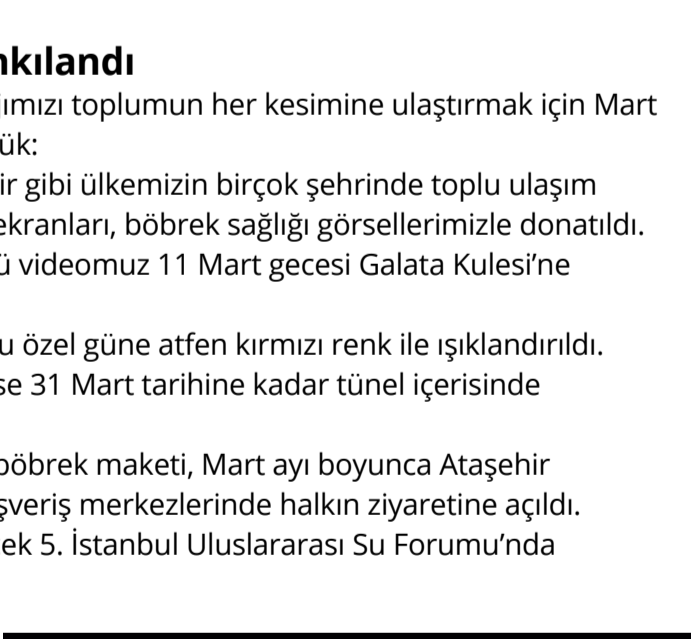 nkılandı
ımızı toplumun her kesimine ulaştırmak için Mart
ük:
ir gibi ülkemizin birçok şehrinde toplu ulaşım
ekranları, böbrek sağlığı görsellerimizle donatıldı.
ü videomuz 11 Mart gecesi Galata Kulesi’ne
u özel güne atfen kırmızı renk ile ışıklandırıldı.
se 31 Mart tarihine kadar tünel içerisinde
böbrek maketi, Mart ayı boyunca Ataşehir
şveriş merkezlerinde halkın ziyaretine açıldı.
ek 5. İstanbul Uluslararası Su Forumu’nda